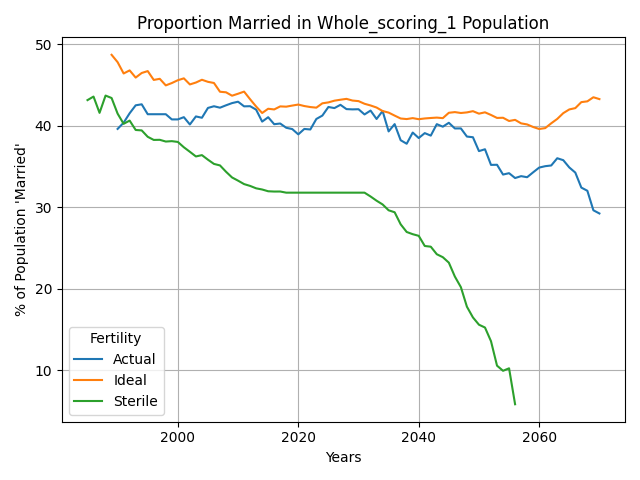 Proportion Married in Whole_scoring_1 Population
% of Population 'Married'
50
40
30
20
10
Fertility
Actual
Ideal
Sterile
2000 2020 2040 2060
Years